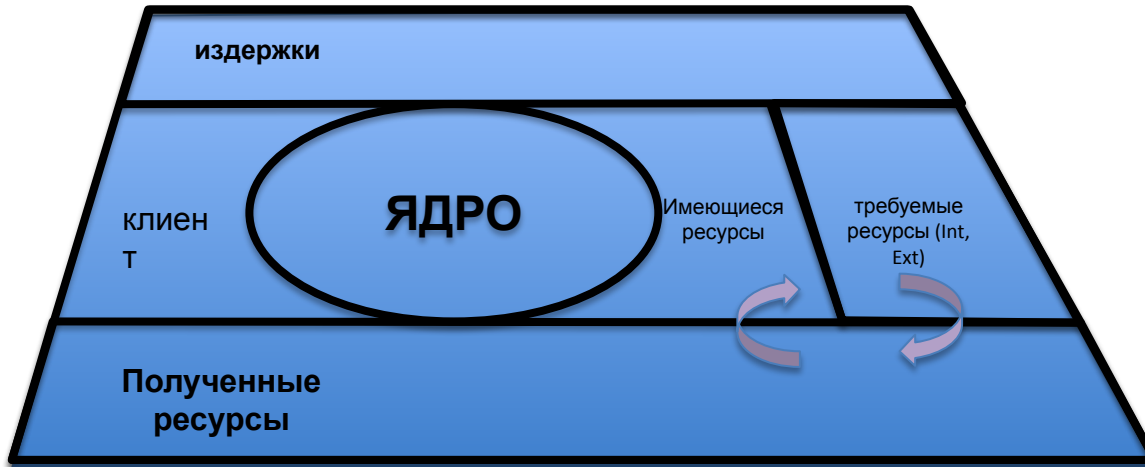 издержки
клиен
т
ЯДРО
Имеющиеся
ресурсы
требуемые
ресурсы (Int,
Ext)
Полученные
ресурсы